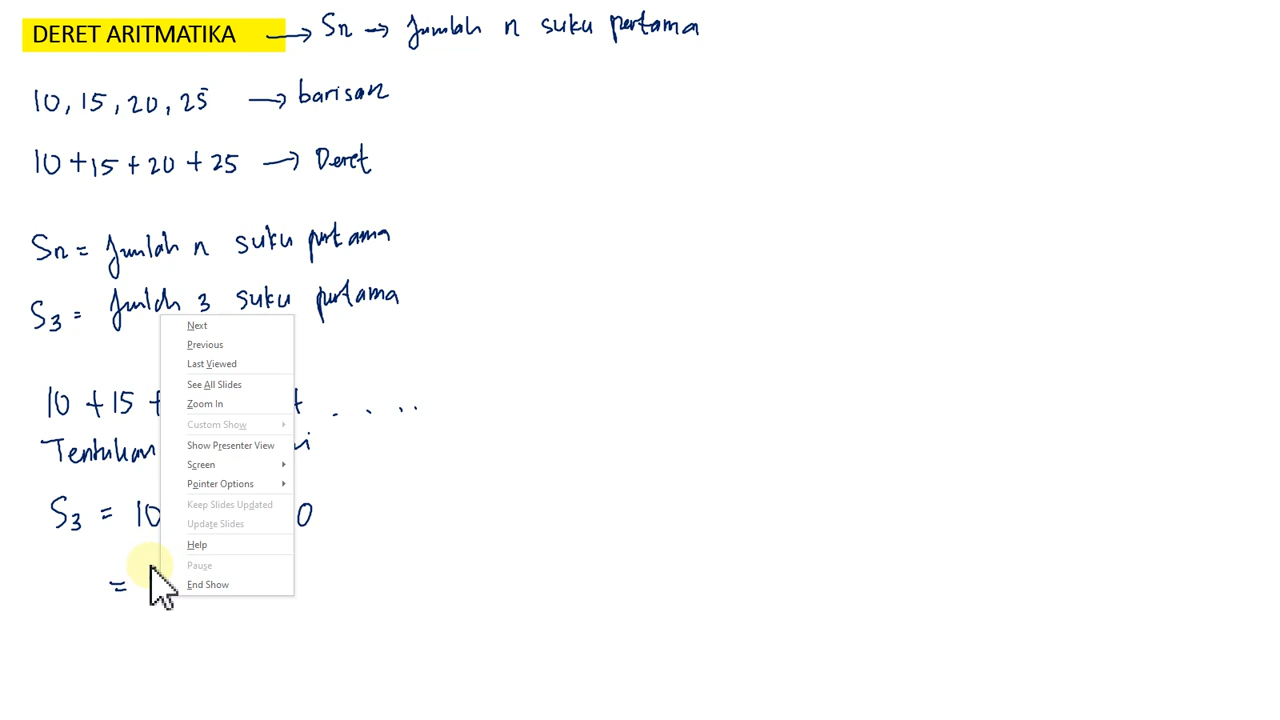 DERET ARITMATIKA → Sn → Jumlah n suku pertama
10, 15, 20, 25 → barisan
10 + 15 + 20 + 25 → Deret
Sn = Jumlah n suku pertama
S3 = Jumlah 3 suku pertama
Next
Previous
Last Viewed
See All Slides
Zoom In
Custom Show
Show Presenter View
Screen
Pointer Options
Keep Slides Updated
Update Slides
Help
Pause
End Show
10 + 15 + .....
Tentukan
S3 = 10 0
=